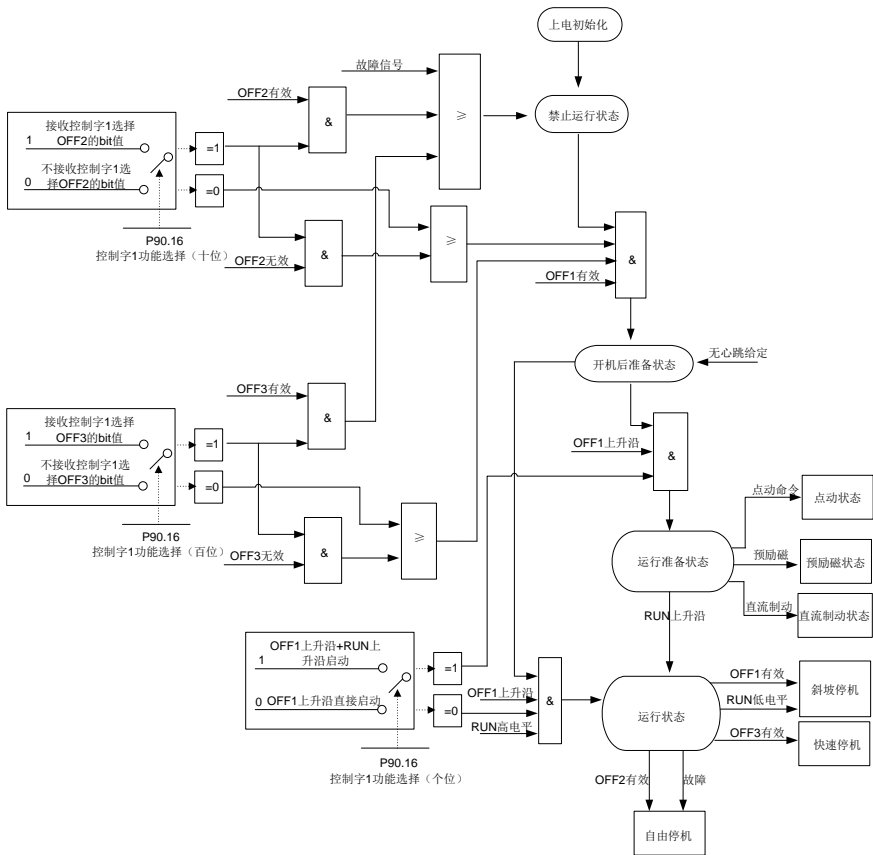 上电初始化
故障信号
OFF2有效
&
≥
禁止运行状态
接收控制字1选择
1 OFF2的bit值
=1
不接收控制字1选
0 择OFF2的bit值
=0
P90.16
控制字1功能选择（十位）
OFF2无效
&
≥
&
OFF1有效
开机后准备状态
无心跳给定
OFF3有效
&
接收控制字1选择
1 OFF3的bit值
=1
不接收控制字1选
0 择OFF3的bit值
=0
P90.16
控制字1功能选择（百位）
OFF3无效
&
≥
OFF1上升沿
&
运行准备状态
点动命令
点动状态
预励磁
预励磁状态
直流制动
直流制动状态
RUN上升沿
OFF1上升沿+RUN上
升沿启动
1
=1
0 OFF1上升沿直接启动
=0
P90.16
控制字1功能选择（个位）
OFF1上升沿
RUN高电平
&
运行状态
OFF1有效
斜坡停机
RUN低电平
OFF3有效
快速停机
OFF2有效
故障
自由停机